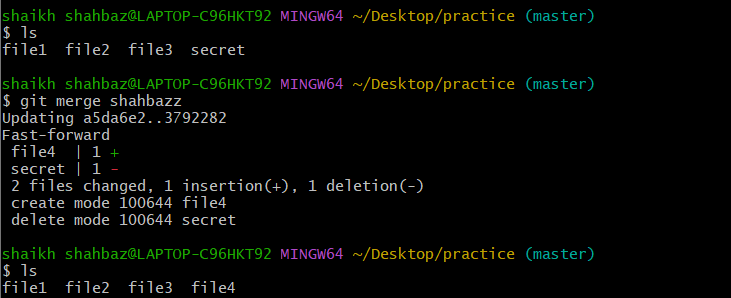 shaikh shahbaz@LAPTOP-C96HKT92 MINGW64 ~/Desktop/practice (master)
$ ls
file1  file2  file3  secret
shaikh shahbaz@LAPTOP-C96HKT92 MINGW64 ~/Desktop/practice (master)
$ git merge shahbazz
Updating a5da6e2..3792282
Fast-forward
 file4  | 1 +
 secret | 1 -
 2 files changed, 1 insertion(+), 1 deletion(-)
 create mode 100644 file4
 delete mode 100644 secret
shaikh shahbaz@LAPTOP-C96HKT92 MINGW64 ~/Desktop/practice (master)
$ ls
file1  file2  file3  file4